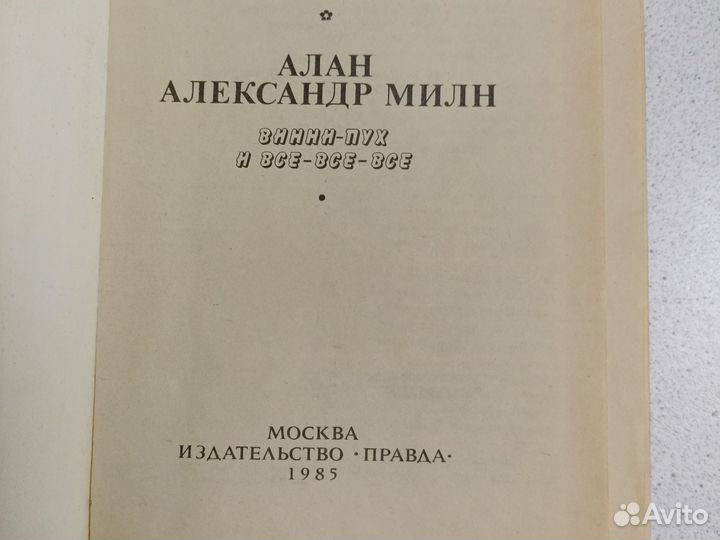 АЛАН
АЛЕКСАНДР МИЛН
ВИННИ-ПУХ
И ВСЕ-ВСЕ-ВСЕ
МОСКВА
ИЗДАТЕЛЬСТВО «ПРАВДА»
1985
Avito